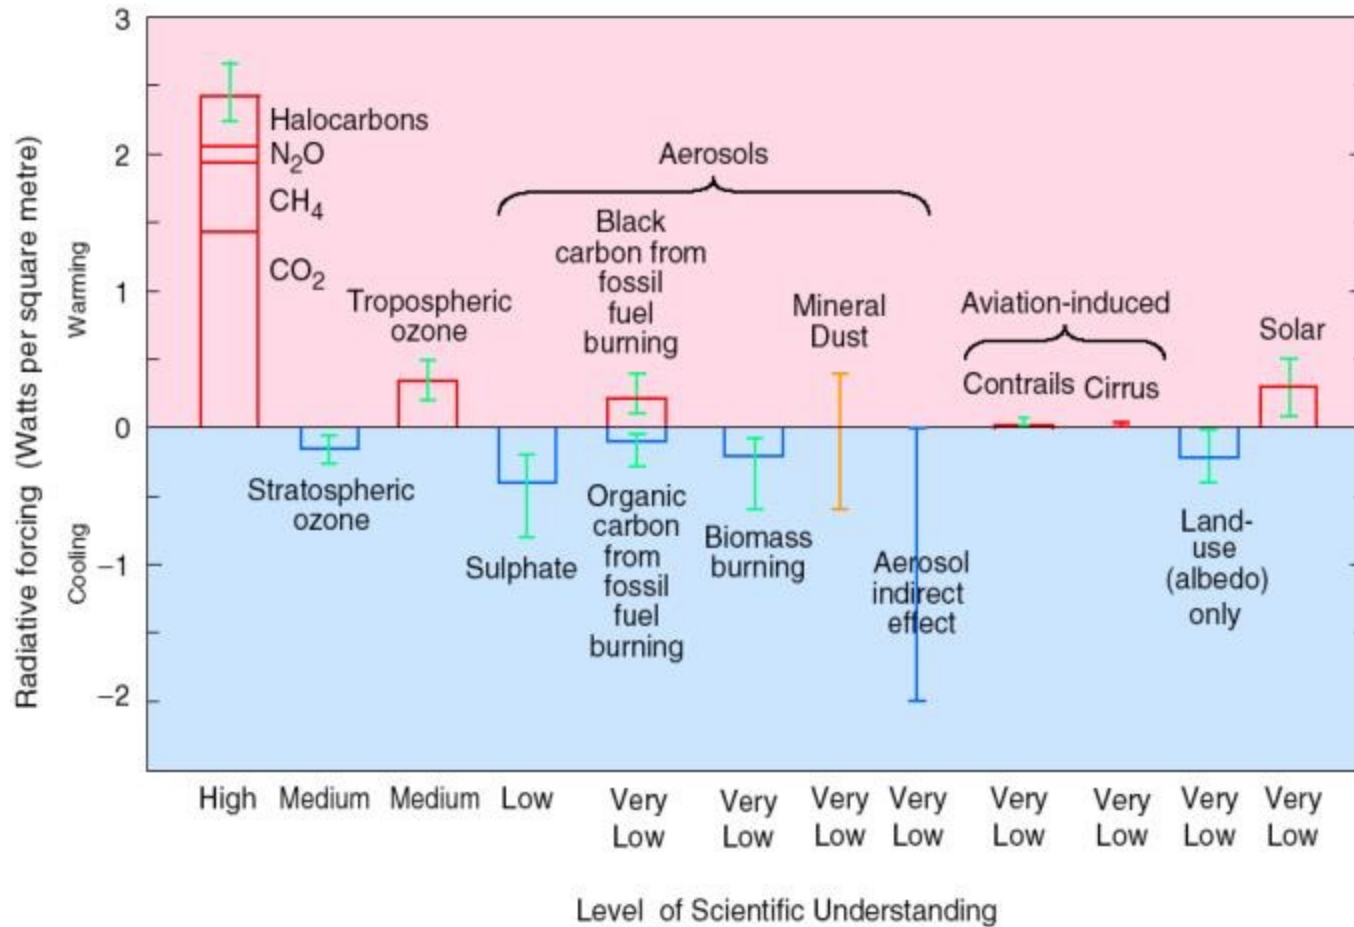 3
2
1
0
–1
–2
Radiative forcing (Watts per square metre)
Warming
Cooling
Halocarbons
N₂O
CH₄
CO₂
Tropospheric
ozone
Stratospheric
ozone
Aerosols
Sulphate
Black
carbon from
fossil
fuel
burning
Organic
carbon
from
fossil
fuel
burning
Biomass
burning
Mineral
Dust
Aerosol
indirect
effect
Aviation-induced
Contrails
Cirrus
Land-
use
(albedo)
only
Solar
High
Medium
Medium
Low
Very
Low
Very
Low
Very
Low
Very
Low
Very
Low
Very
Low
Very
Low
Very
Low
Level of Scientific Understanding